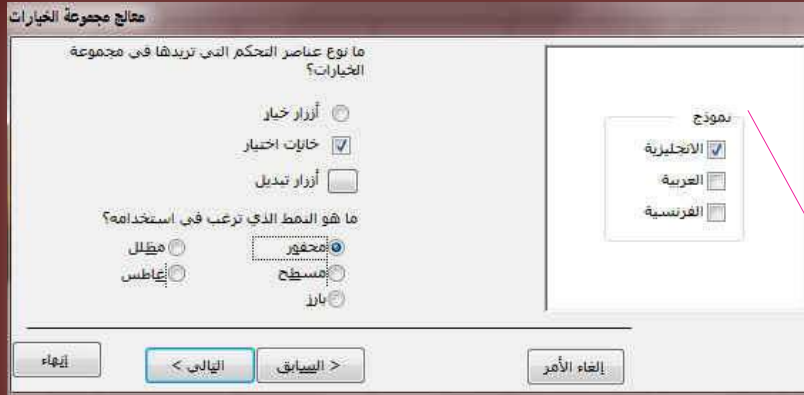 معالج مجموعة الخيارات
ما نوع عناصر التحكم التي تريدها في مجموعة
الخيارات؟
أزرار خيار
خانات اختيار
أزرار تبديل
ما هو النمط الذي ترغب في استخدامه؟
محفور
مظلل
مسطح
غاطس
بارز
نموذج
الانجليزية
العربية
الفرنسية
إلغاء الأمر
< السابق
التالي >
إنهاء